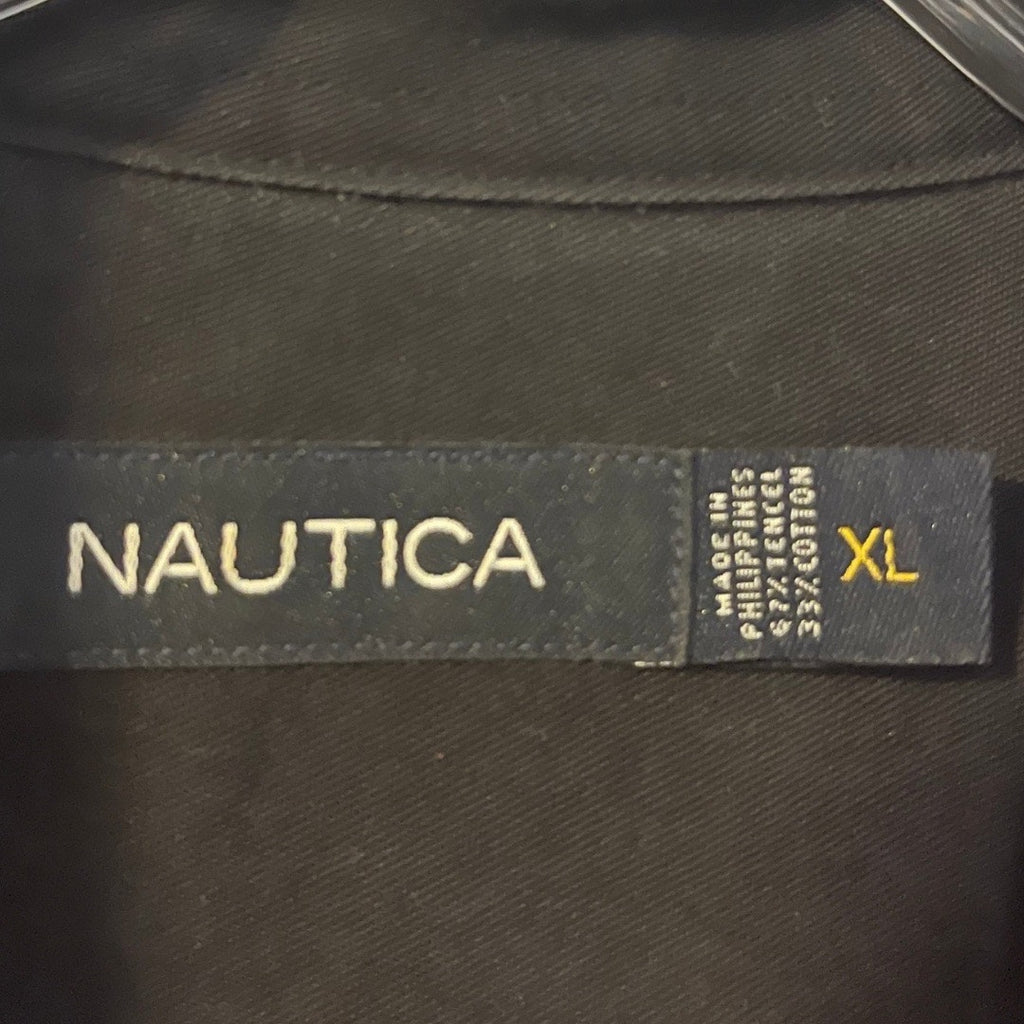 NAUTICA
MADE IN
PHILIPPINES
67% TENCEL
33% COTTON
XL